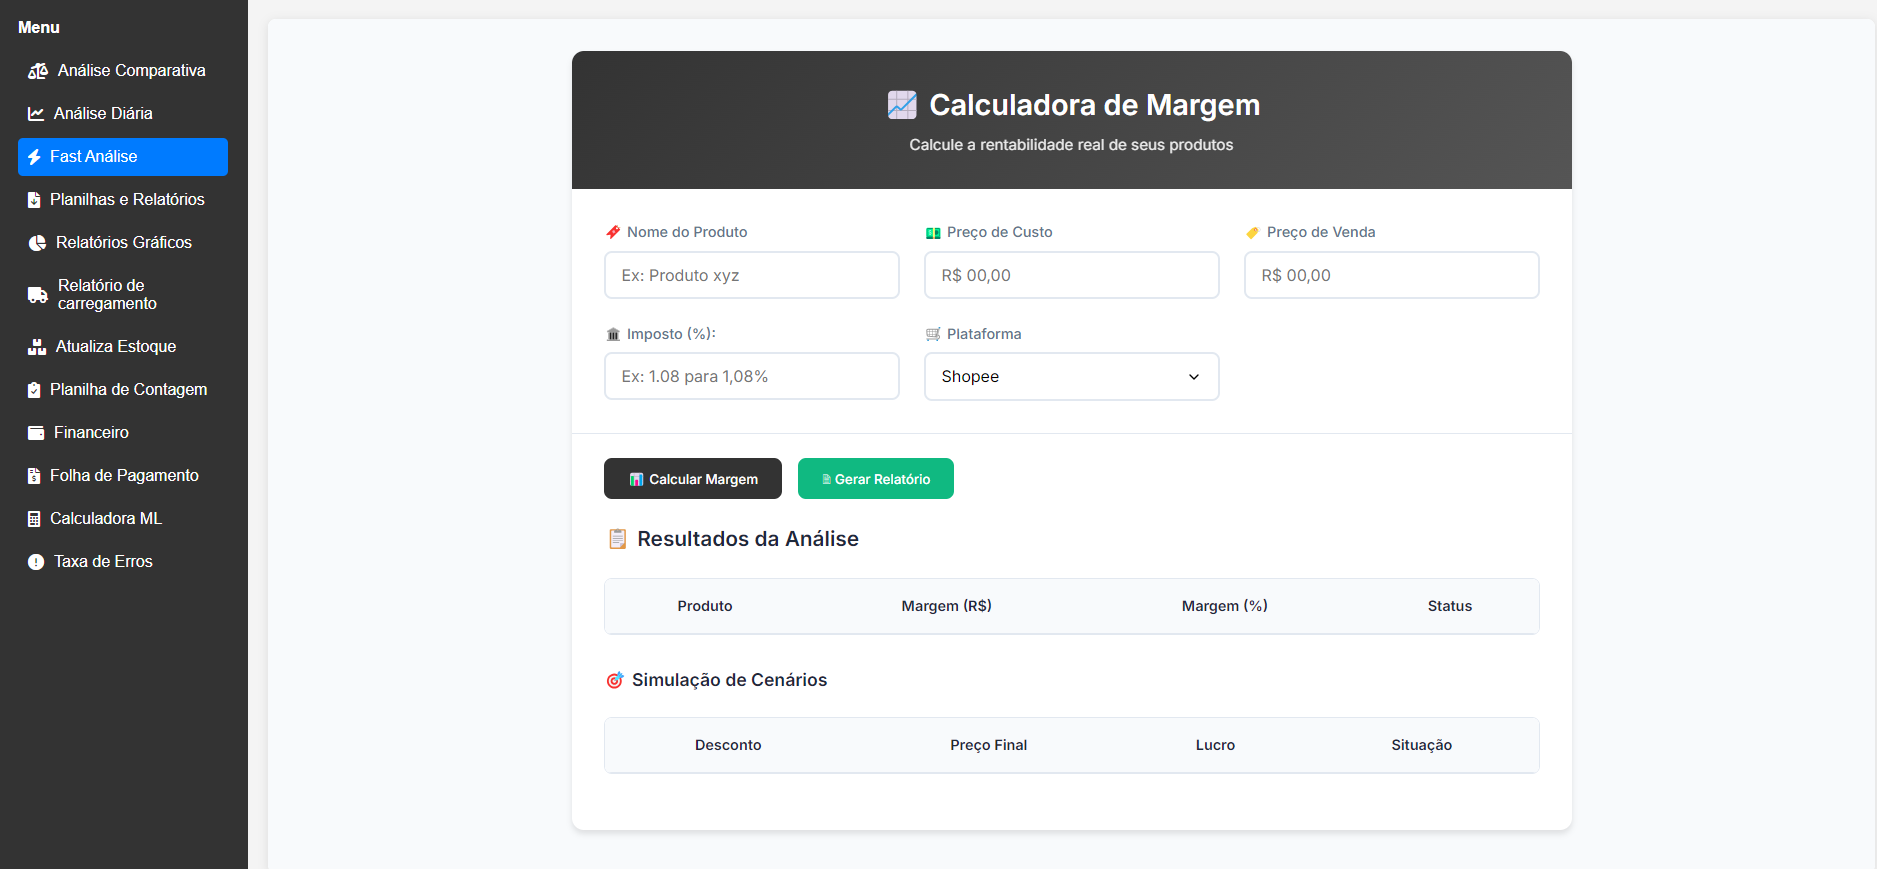 Menu
Análise Comparativa
Análise Diária
Fast Análise
Planilhas e Relatórios
Relatórios Gráficos
Relatório de
carregamento
Atualiza Estoque
Planilha de Contagem
Financeiro
Folha de Pagamento
Calculadora ML
Taxa de Erros
Calculadora de Margem
Calcule a rentabilidade real de seus produtos
Nome do Produto
Preço de Custo
Preço de Venda
Ex: Produto xyz
R$ 00,00
R$ 00,00
Imposto (%):
Plataforma
Ex: 1.08 para 1,08%
Shopee
Calcular Margem
Gerar Relatório
Resultados da Análise
Produto
Margem (R$)
Margem (%)
Status
Simulação de Cenários
Desconto
Preço Final
Lucro
Situação